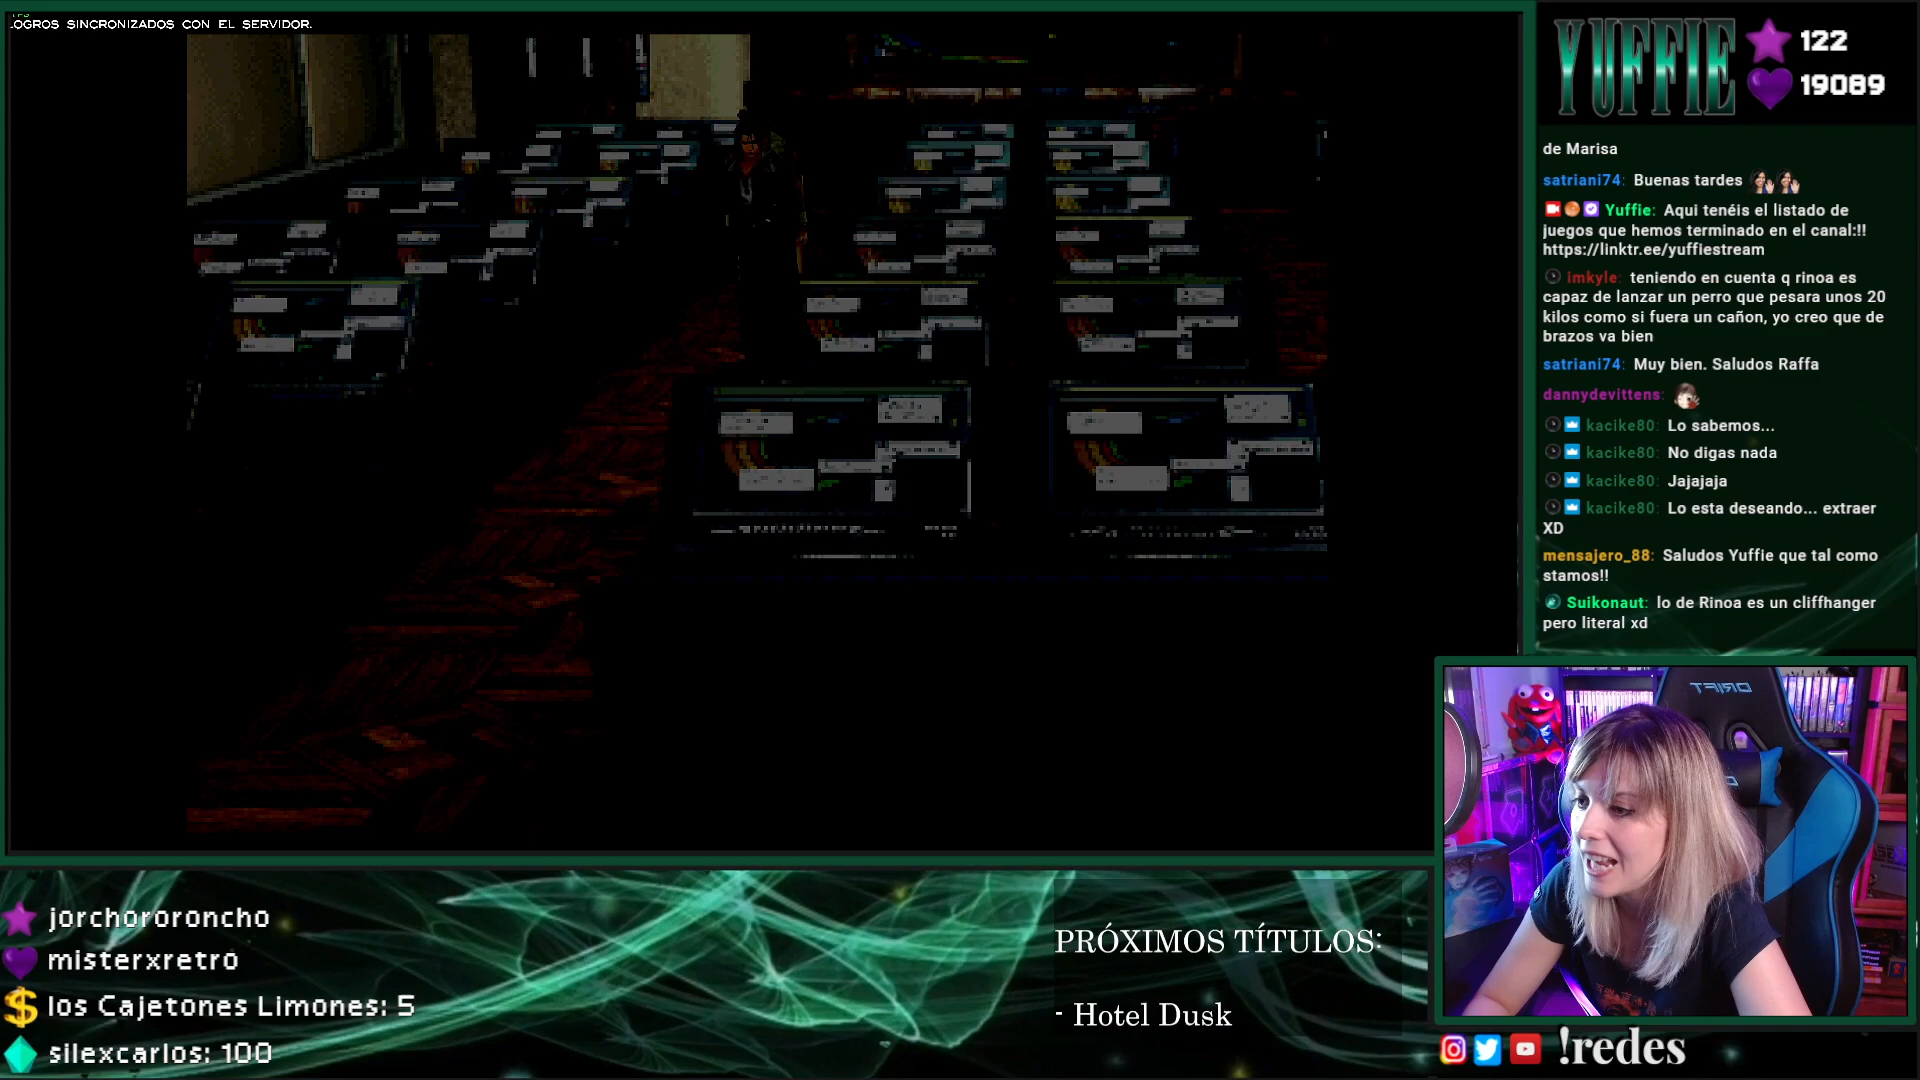 LOGROS SINCRONIZADOS CON EL SERVIDOR.
YUFFIE
122
19089
de Marisa
satriani74: Buenas tardes
Yuffie: Aqui tenéis el listado de
juegos que hemos terminado en el canal:!!
https://linktr.ee/yuffiestream
imkyle: teniendo en cuenta q rinoa es
capaz de lanzar un perro que pesara unos 20
kilos como si fuera un cañon, yo creo que de
brazos va bien
satriani74: Muy bien. Saludos Raffa
dannydevittens:
kacike80: Lo sabemos...
kacike80: No digas nada
kacike80: Jajajaja
kacike80: Lo esta deseando... extraer
XD
mensajero_88: Saludos Yuffie que tal como
stamos!!
Suikonaut: lo de Rinoa es un cliffhanger
pero literal xd
DRIFT
jorchororoncho
misterxretro
los Cajetones Limones: 5
silexcarlos: 100
PRÓXIMOS TÍTULOS:
- Hotel Dusk
!redes